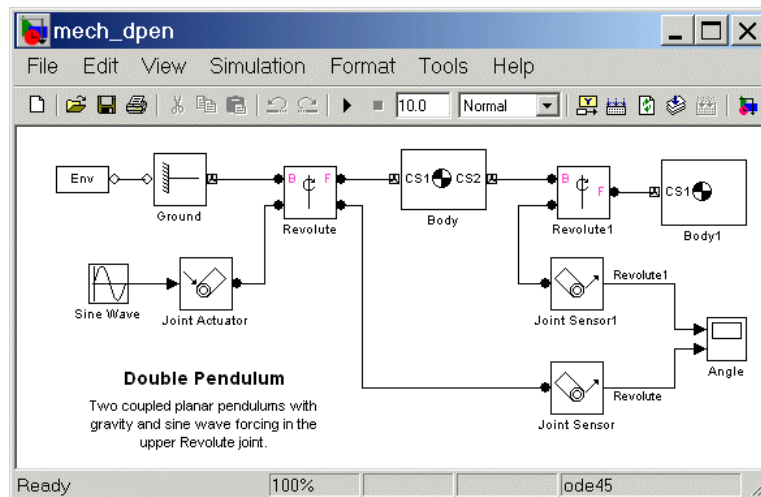 mech_dpen
File Edit View Simulation Format Tools Help
10.0 Normal
Env
Ground
B F
Revolute
CS1 CS2
Body
B
F
Revolute1
CS1
Body1
Sine Wave
Joint Actuator
Revolute1
Joint Sensor1
Angle
Revolute
Joint Sensor
Double Pendulum
Two coupled planar pendulums with
gravity and sine wave forcing in the
upper Revolute joint.
Ready 100% ode45